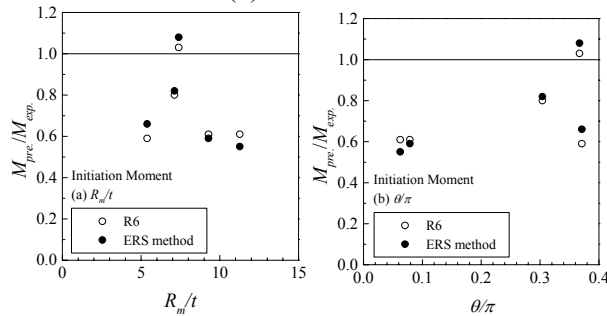 1.2
1.0
0.8
0.6
0.4
0.2
0.0
M_pre./M_exp.
Initiation Moment
(a) R_m/t
R6
ERS method
0 5 10 15
R_m/t
1.2
1.0
0.8
0.6
0.4
0.2
0.0
M_pre./M_exp.
Initiation Moment
(b) θ/π
R6
ERS method
0.0 0.1 0.2 0.3 0.4
θ/π